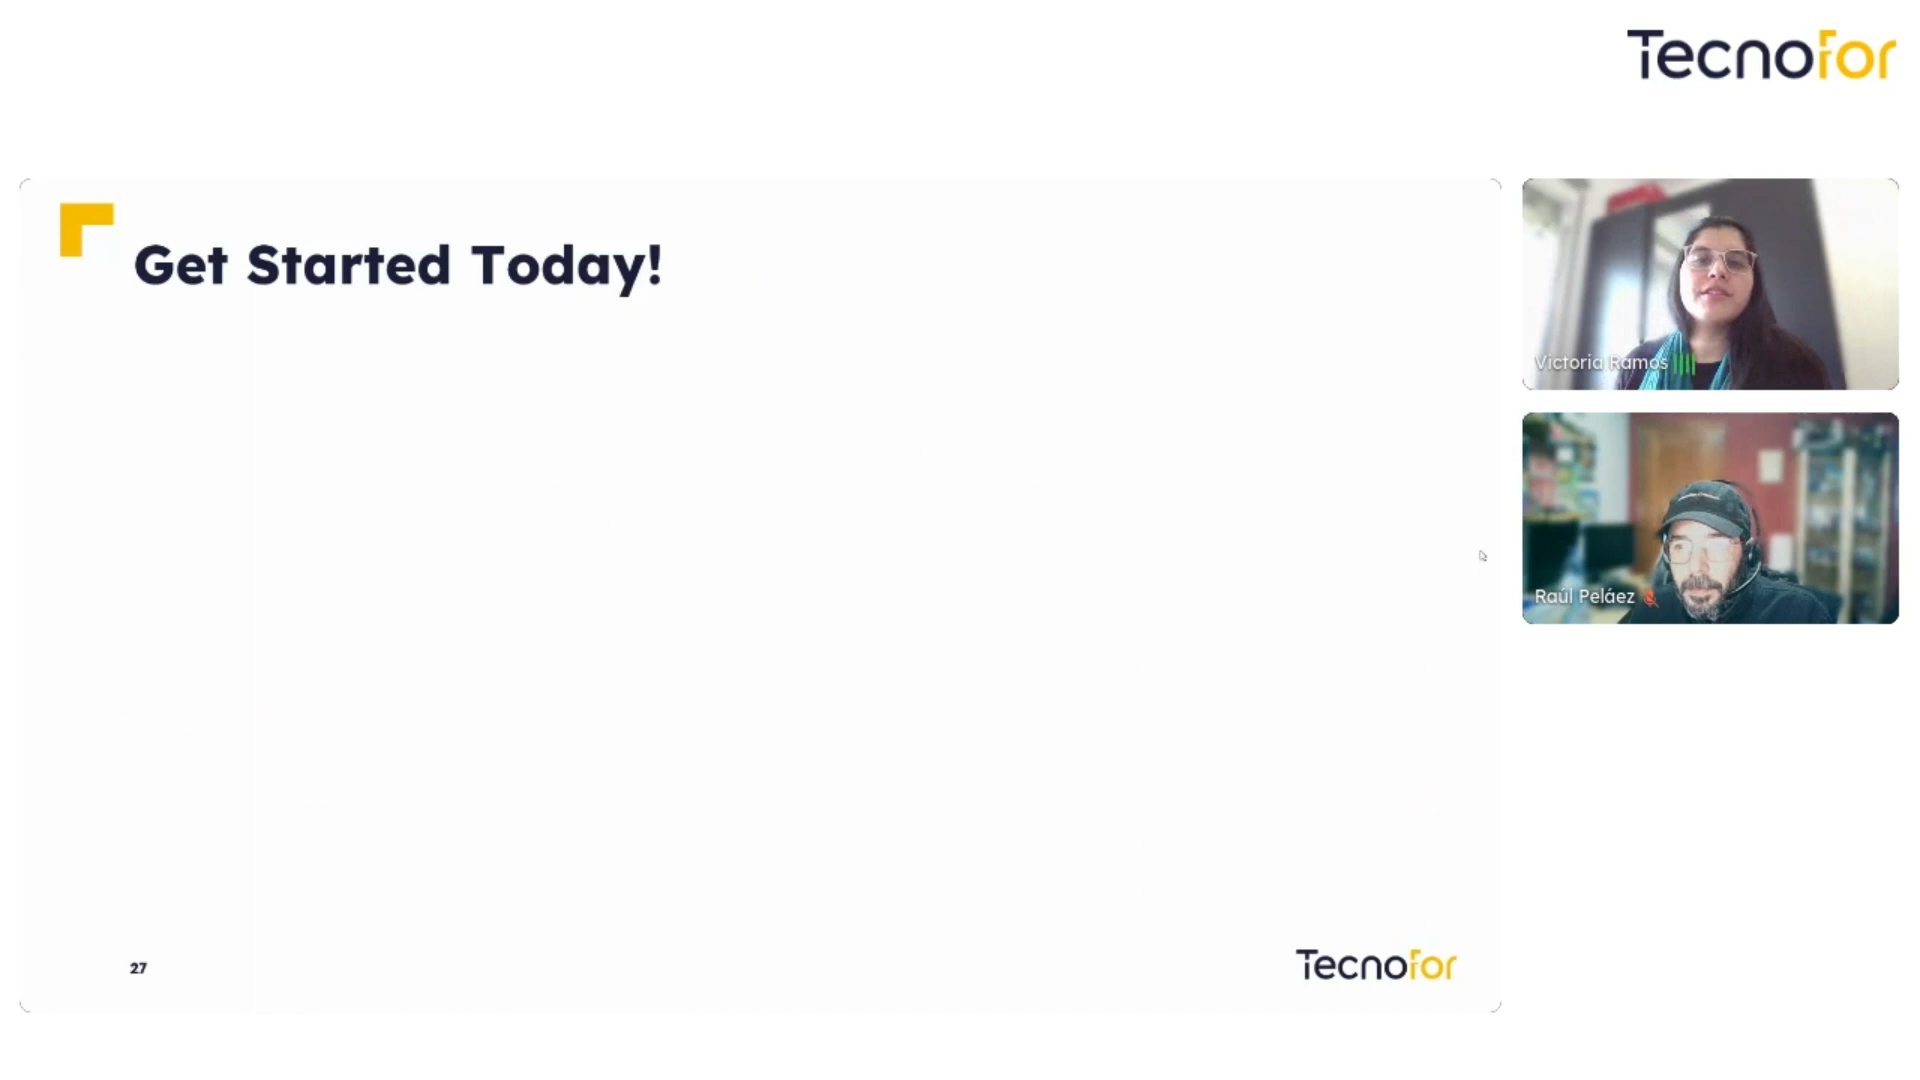 Tecnofor
Get Started Today!
Victoria Ramos
Raúl Peláez
27
Tecnofor